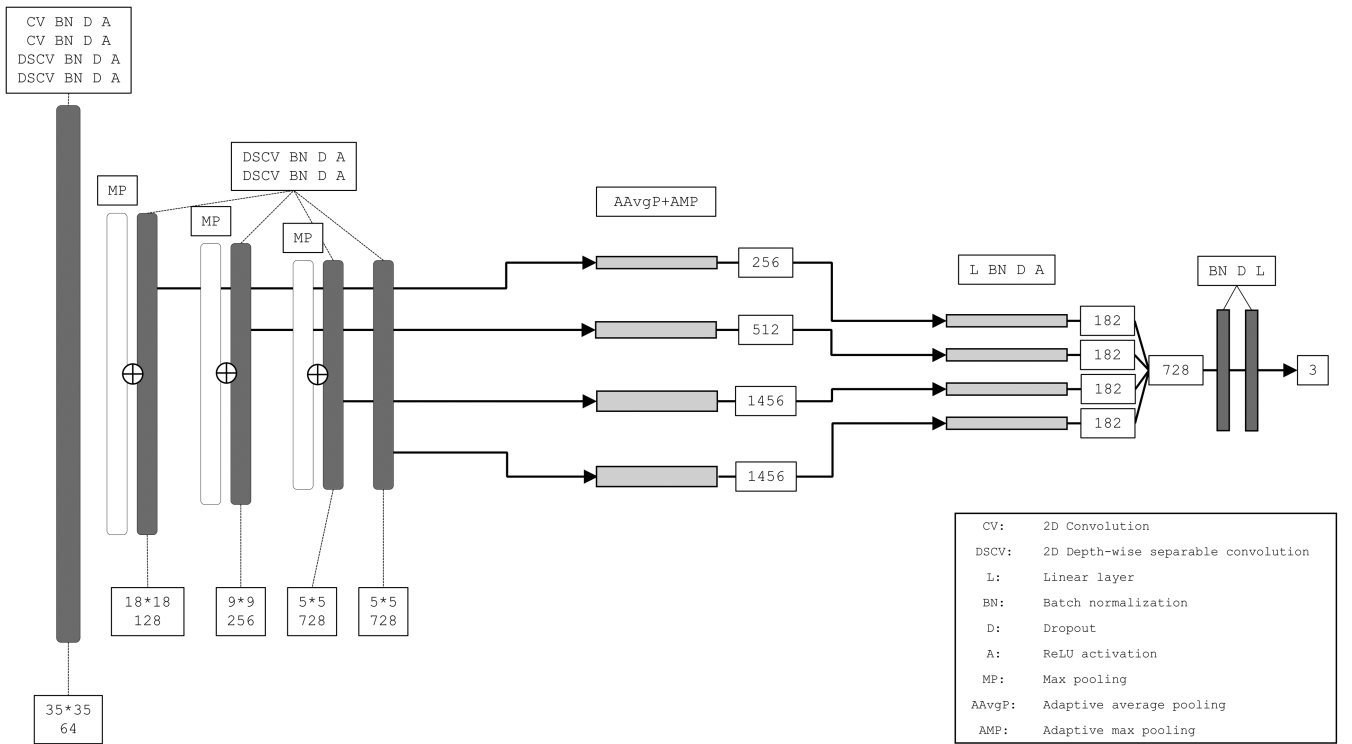 CV BN D A
CV BN D A
DSCV BN D A
DSCV BN D A
MP
DSCV BN D A
DSCV BN D A
MP
MP
AAvgP+AMP
L BN D A
BN D L
256
512
1456
1456
182
182
182
182
728
3
18*18
128
9*9
256
5*5
728
5*5
728
35*35
64
CV: 2D Convolution
DSCV: 2D Depth-wise separable convolution
L: Linear layer
BN: Batch normalization
D: Dropout
A: ReLU activation
MP: Max pooling
AAvgP: Adaptive average pooling
AMP: Adaptive max pooling